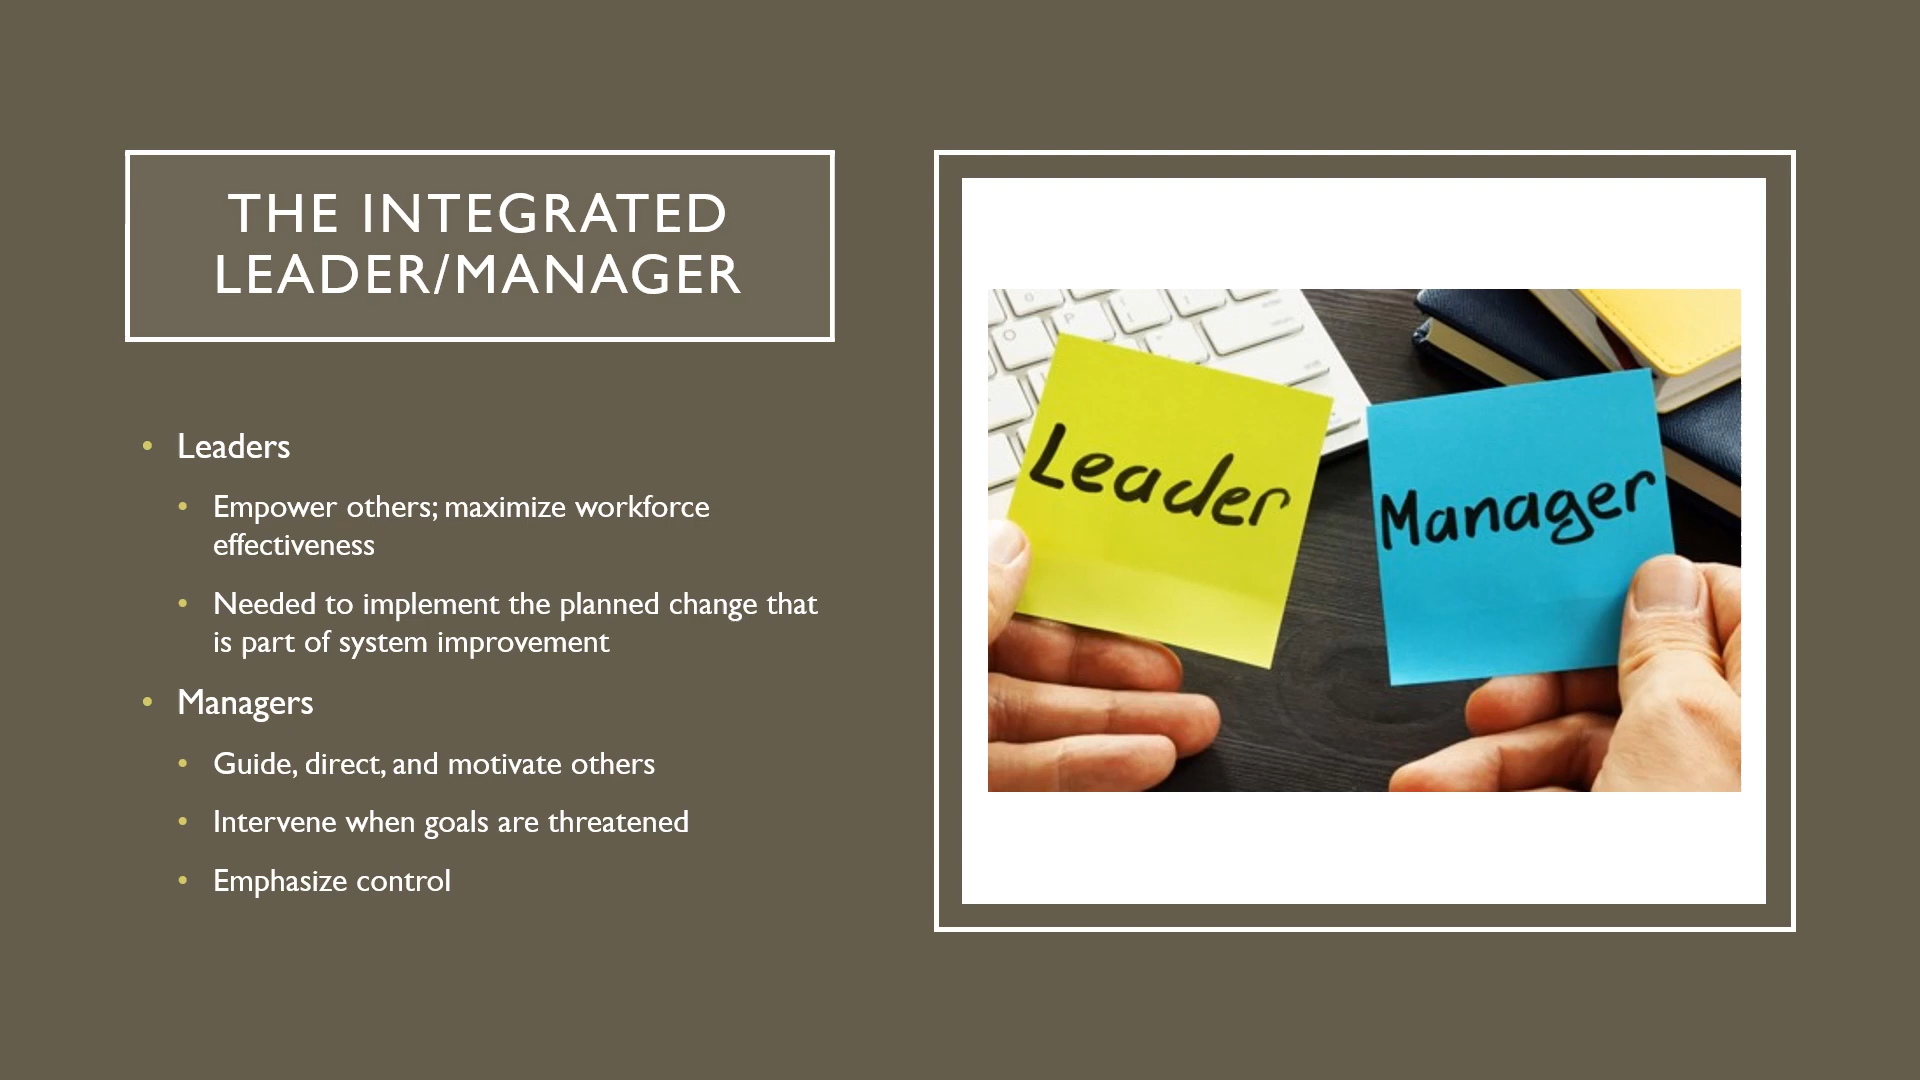 THE INTEGRATED
LEADER/MANAGER
• Leaders
• Empower others; maximize workforce
effectiveness
• Needed to implement the planned change that
is part of system improvement
• Managers
• Guide, direct, and motivate others
• Intervene when goals are threatened
• Emphasize control
Leader
Manager